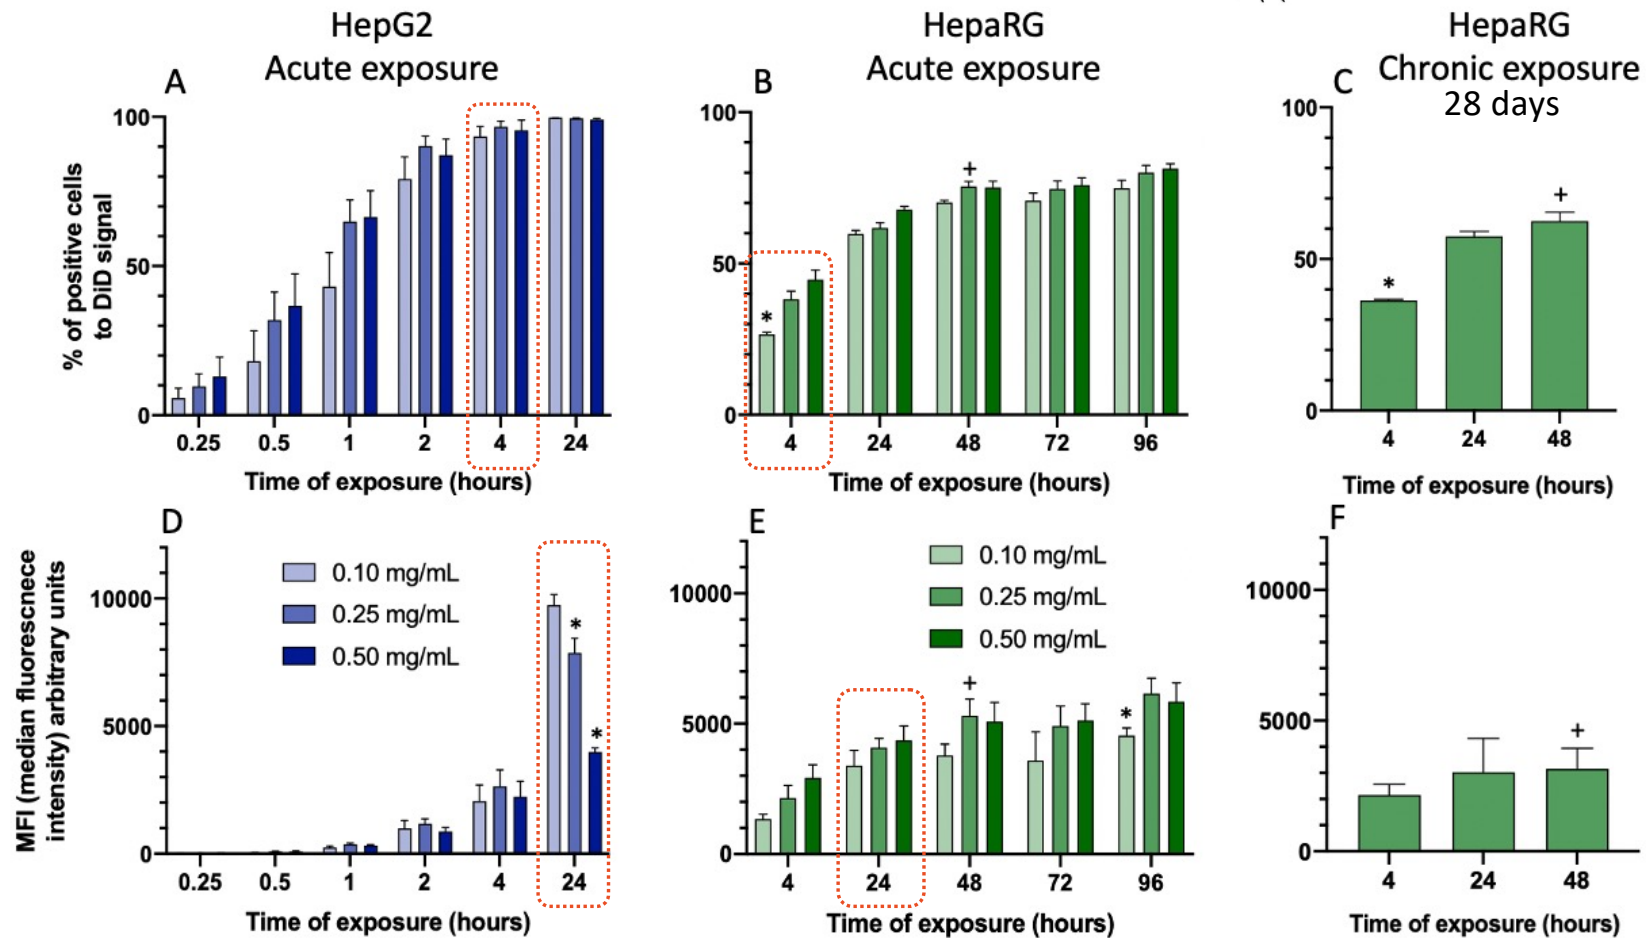 HepG2
Acute exposure
HepaRG
Acute exposure
HepaRG
Chronic exposure
28 days
A
% of positive cells
to DiD signal
100
50
0
0.25 0.5 1 2 4 24
Time of exposure (hours)
B
100
50
0
*
+
4 24 48 72 96
Time of exposure (hours)
C
100
50
0
*
+
4 24 48
Time of exposure (hours)
D
MFI (median fluorescnece
intensity) arbitrary units
10000
5000
0
0.10 mg/mL
0.25 mg/mL
0.50 mg/mL
*
*
0.25 0.5 1 2 4 24
Time of exposure (hours)
E
10000
5000
0
0.10 mg/mL
0.25 mg/mL
0.50 mg/mL
+
*
4 24 48 72 96
Time of exposure (hours)
F
10000
5000
0
+
4 24 48
Time of exposure (hours)